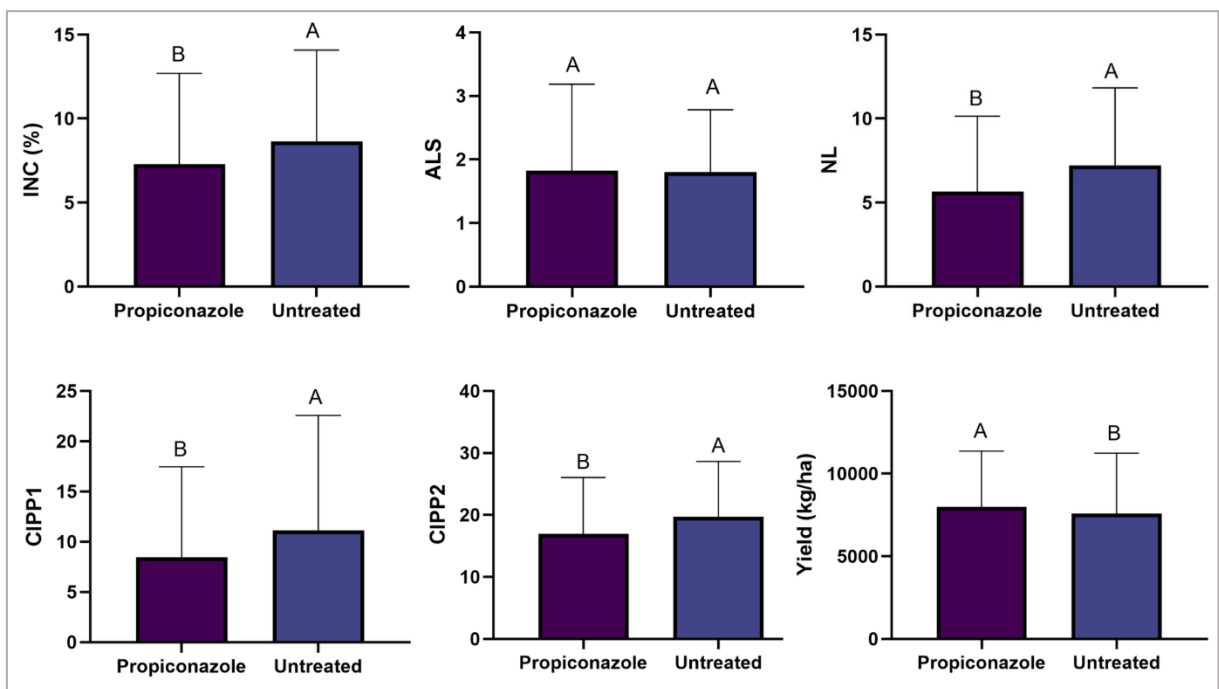 INC (%)
15
10
5
0
B
A
Propiconazole
Untreated
ALS
4
3
2
1
0
A
A
Propiconazole
Untreated
NL
15
10
5
0
B
A
Propiconazole
Untreated
CIPP1
25
20
15
10
5
0
B
A
Propiconazole
Untreated
CIPP2
40
30
20
10
0
B
A
Propiconazole
Untreated
Yield (kg/ha)
15000
10000
5000
0
A
B
Propiconazole
Untreated